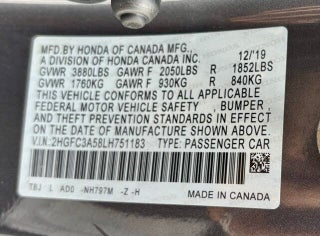 MFD.BY HONDA OF CANADA MFG.,
A DIVISION OF HONDA CANADA INC. 12/'19
GVWR 3880LBS GAWR F 2050LBS R 1852LBS
GVWR 1760KG GAWR F 930KG R 840KG
THIS VEHICLE CONFORMS TO ALL APPLICABLE
FEDERAL MOTOR VEHICLE SAFETY , BUMPER ,
AND THEFT PREVENTION STANDARDS IN EFFECT
ON THE DATE OF MANUFACTURE SHOWN ABOVE.
V.I.N.:2HGFC3A58LH751183 TYPE: PASSENGER CAR
TBJ L ADD -NH797M -Z -H
MADE IN CANADA